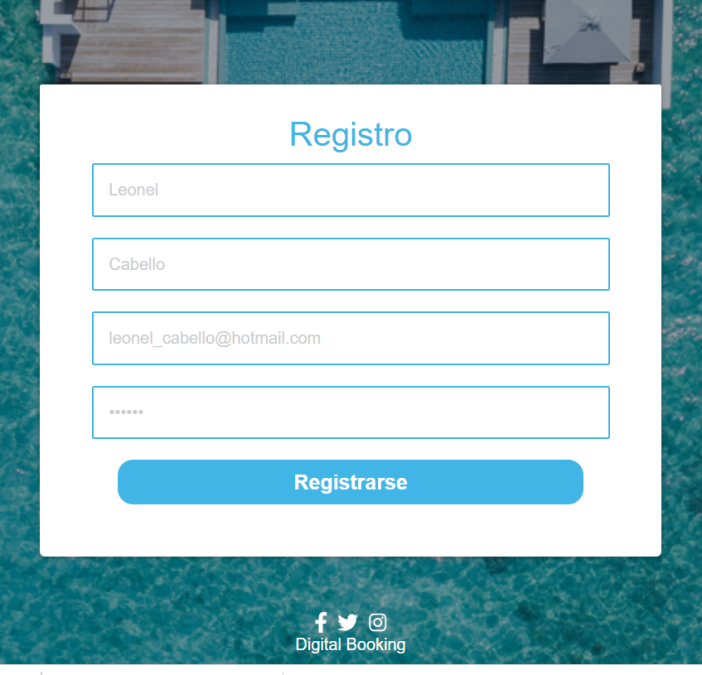 Registro
Leonel
Cabello
leonel_cabello@hotmail.com
••••••
Registrarse
Digital Booking